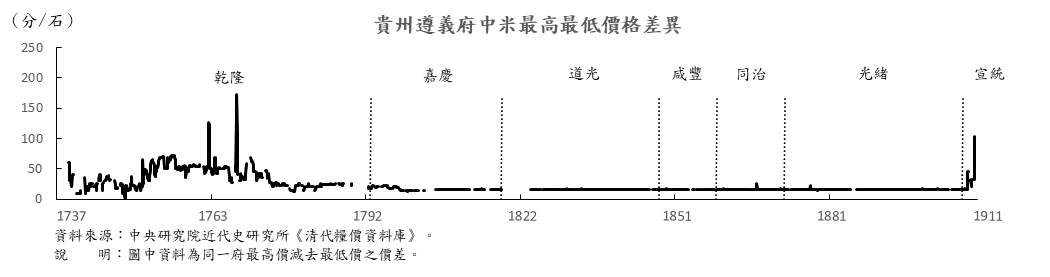 (分/石)
貴州遵義府中米最高最低價格差異
250
200
150
100
50
0
乾隆
嘉慶
道光
咸豐
同治
光緒
宣統
1737
1763
1792
1822
1851
1881
1911
資料來源：中央研究院近代史研究所《清代糧價資料庫》。
說　　明：圖中資料為同一府最高價減去最低價之價差。